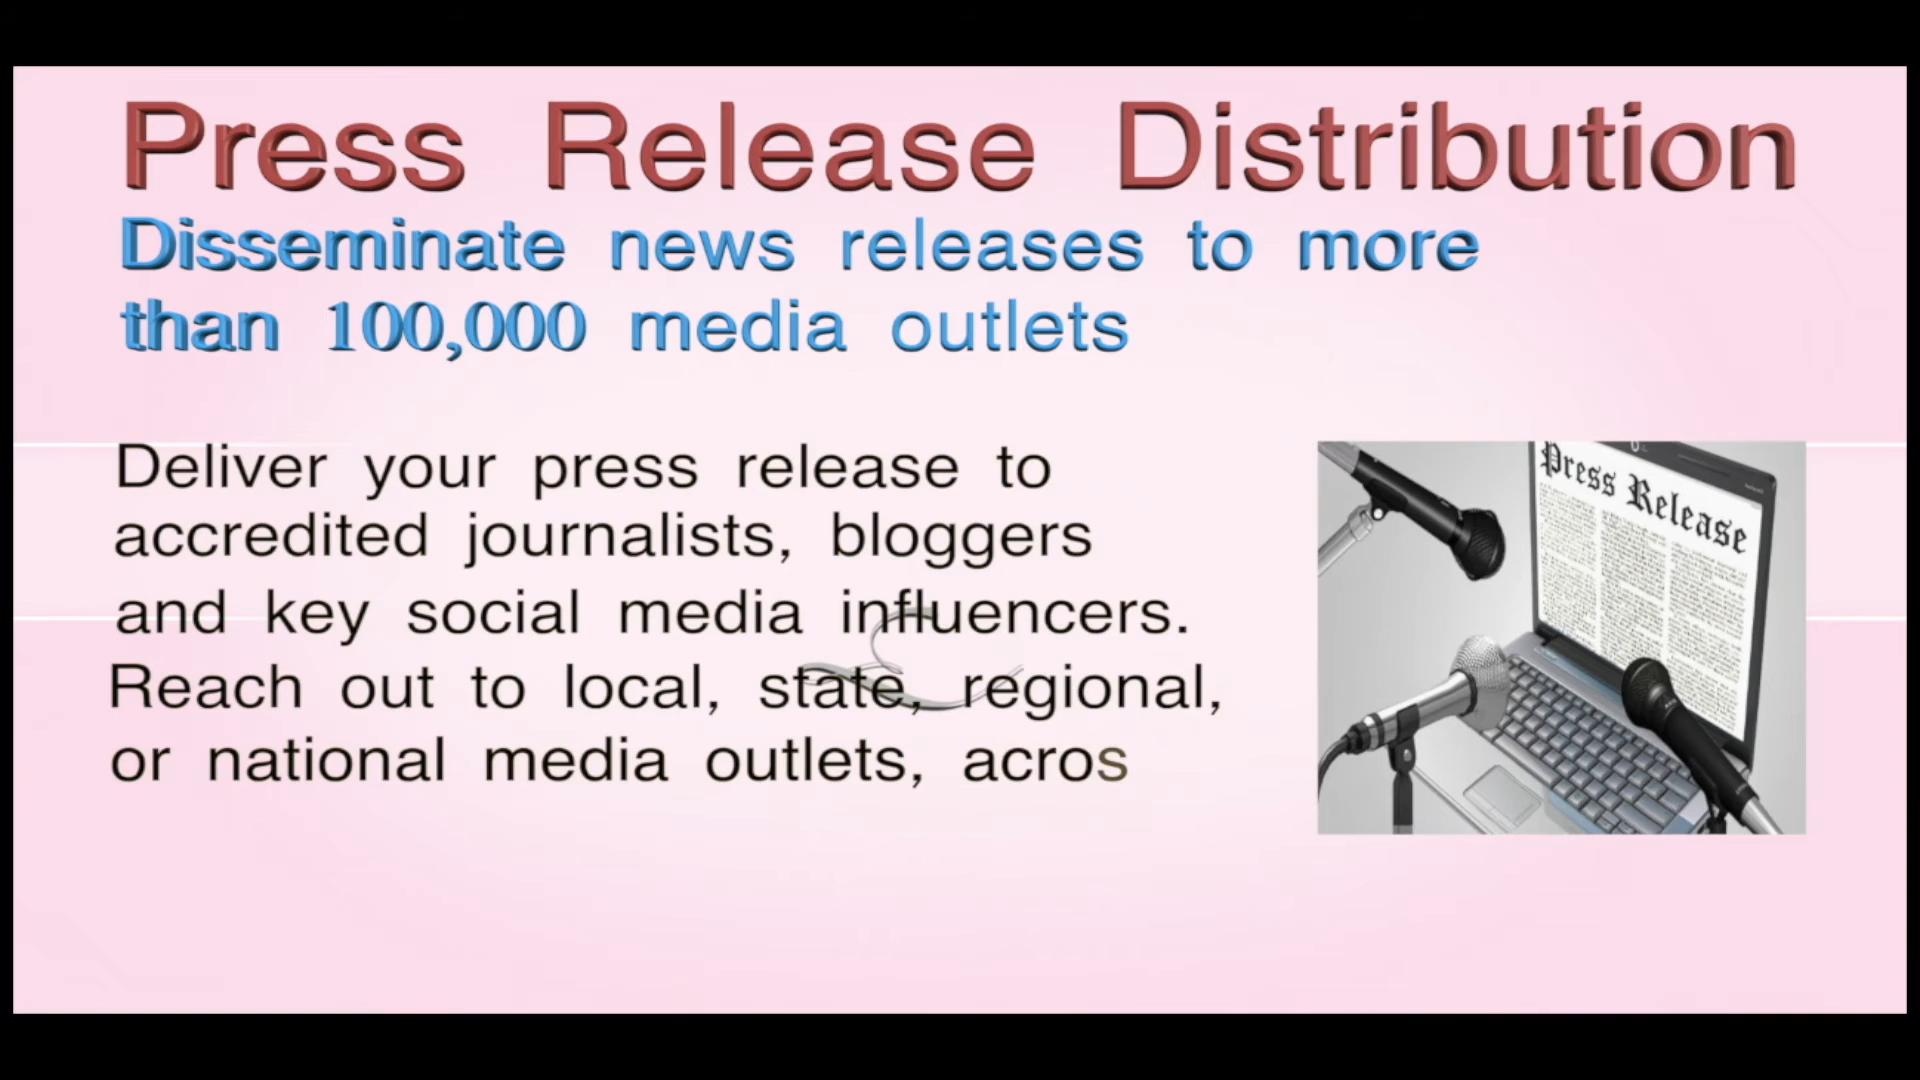 Press Release Distribution
Disseminate news releases to more
than 100,000 media outlets
Deliver your press release to
accredited journalists, bloggers
and key social media influencers.
Reach out to local, state, regional,
or national media outlets, acros
Press Release